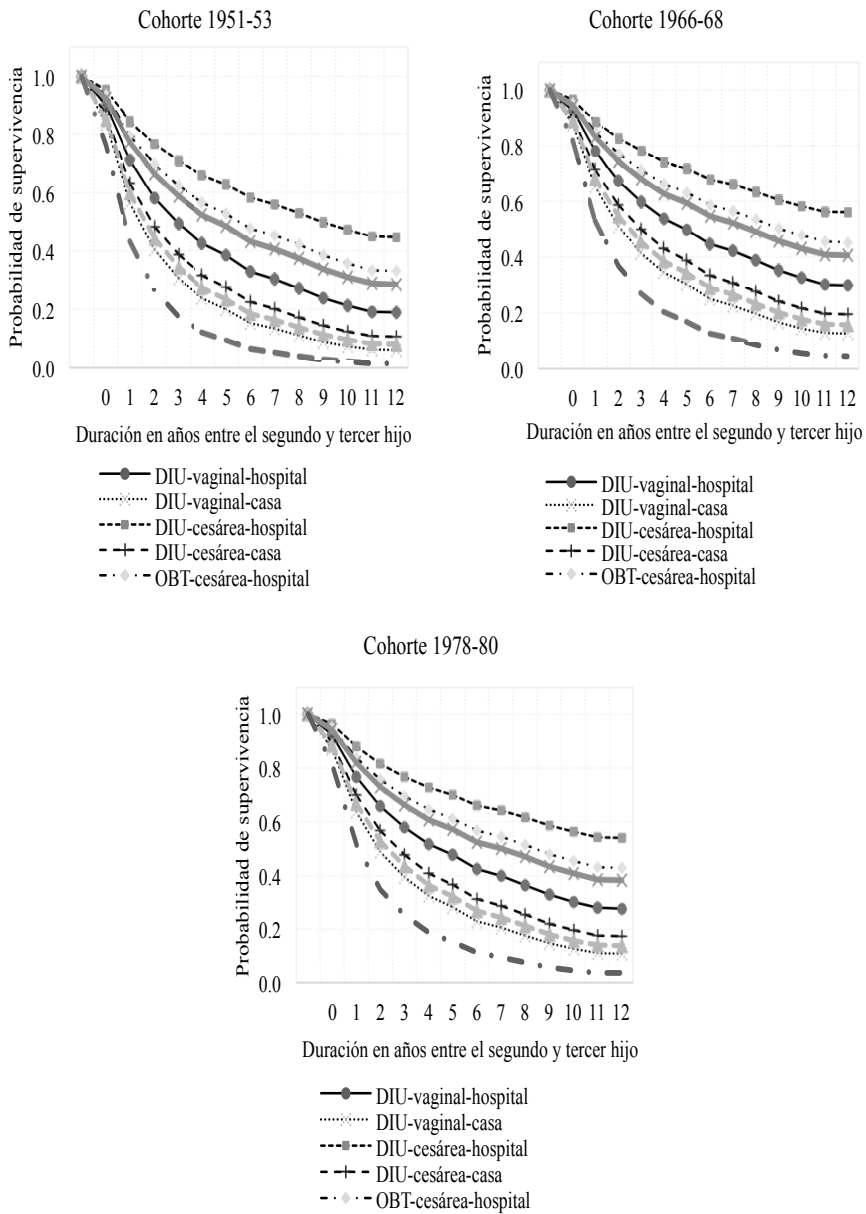 Cohorte 1951-53
Probabilidad de supervivencia
1.0
0.8
0.6
0.4
0.2
0.0
0 1 2 3 4 5 6 7 8 9 10 11 12
Duración en años entre el segundo y tercer hijo
DIU-vaginal-hospital
DIU-vaginal-casa
DIU-cesárea-hospital
DIU-cesárea-casa
OBT-cesárea-hospital
Cohorte 1966-68
Probabilidad de supervivencia
1.0
0.8
0.6
0.4
0.2
0.0
0 1 2 3 4 5 6 7 8 9 10 11 12
Duración en años entre el segundo y tercer hijo
DIU-vaginal-hospital
DIU-vaginal-casa
DIU-cesárea-hospital
DIU-cesárea-casa
OBT-cesárea-hospital
Cohorte 1978-80
Probabilidad de supervivencia
1.0
0.8
0.6
0.4
0.2
0.0
0 1 2 3 4 5 6 7 8 9 10 11 12
Duración en años entre el segundo y tercer hijo
DIU-vaginal-hospital
DIU-vaginal-casa
DIU-cesárea-hospital
DIU-cesárea-casa
OBT-cesárea-hospital